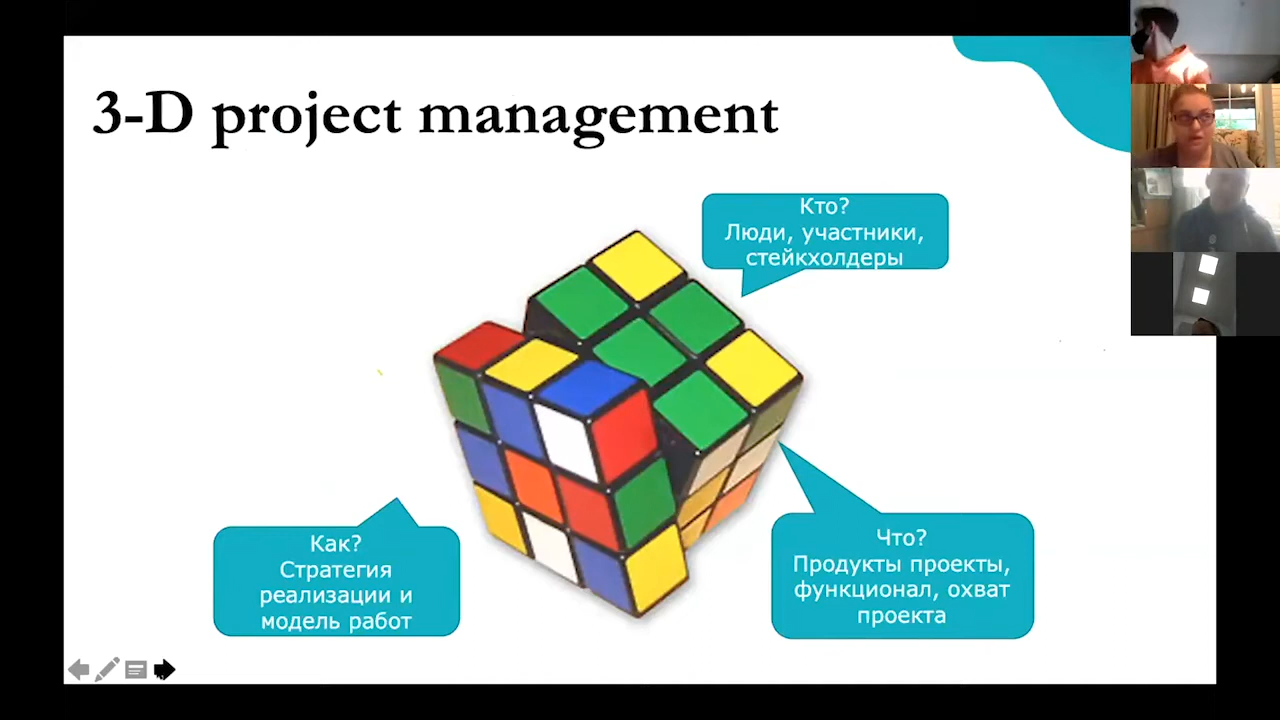 3-D project management
Кто?
Люди, участники,
стейкхолдеры
Как?
Стратегия
реализации и
модель работ
Что?
Продукты проекты,
функционал, охват
проекта